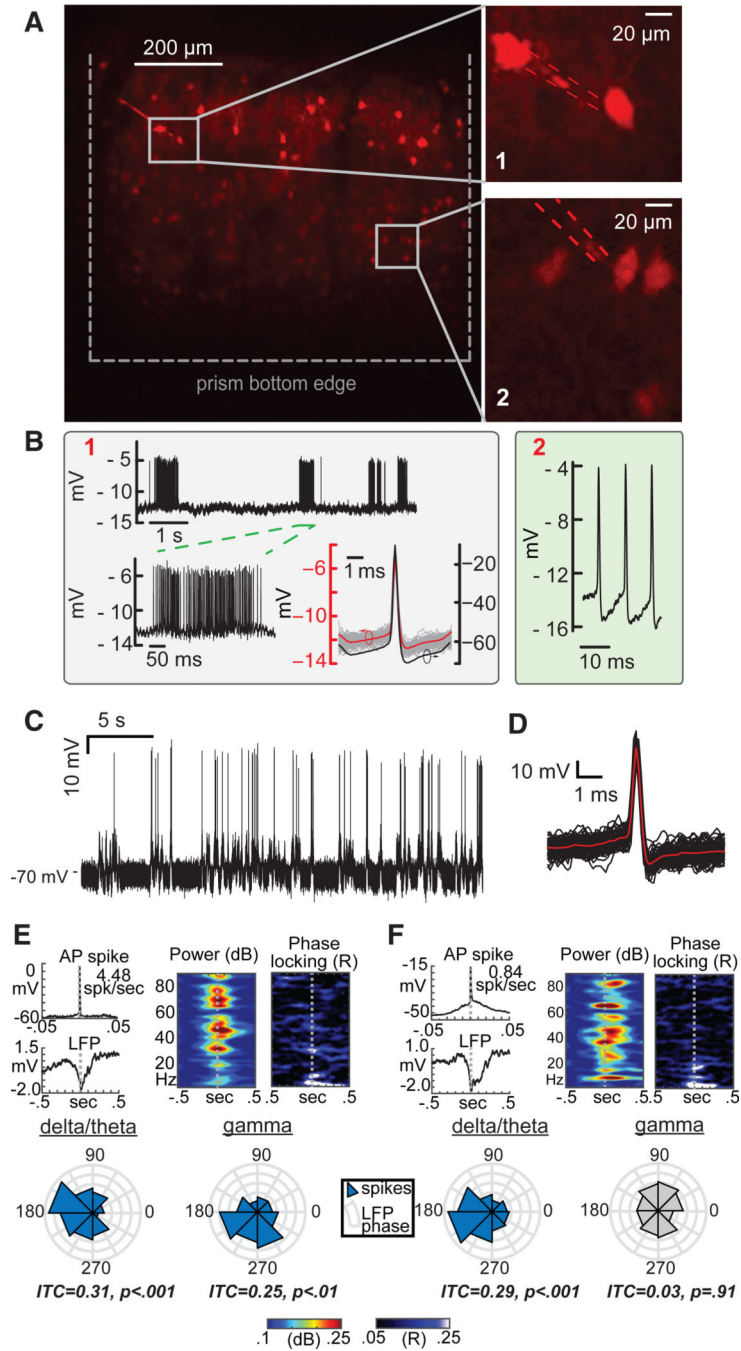 A
200 µm
20 µm
1
20 µm
2
prism bottom edge
B
1
mV
- 5
- 10
- 15
1 s
mV
- 6
- 10
- 14
50 ms
1 ms
mV
−6
−10
−14
−20
−40
−60
2
mV
- 4
- 8
- 12
- 16
10 ms
C
5 s
10 mV
-70 mV -
D
10 mV
1 ms
E
AP spike
0
mV
-60
4.48
spk/sec
-.05 .05
LFP
1.0
mV
-2.0
-.5 sec .5
Power (dB)
80
60
40
20
Hz
-.5 sec .5
Phase
locking (R)
-.5 sec .5
delta/theta
90
180
0
270
ITC=0.31, p<.001
gamma
90
180
0
270
ITC=0.25, p<.01
spikes
LFP
phase
F
AP spike
-15
mV
-50
0.84
spk/sec
-.05 .05
LFP
1.0
mV
-2.0
-.5 sec .5
Power (dB)
80
60
40
20
Hz
-.5 sec .5
Phase
locking (R)
-.5 sec .5
delta/theta
90
180
0
270
ITC=0.29, p<.001
gamma
90
180
0
270
ITC=0.03, p=.91
.1 (dB) .25
.05 (R) .25